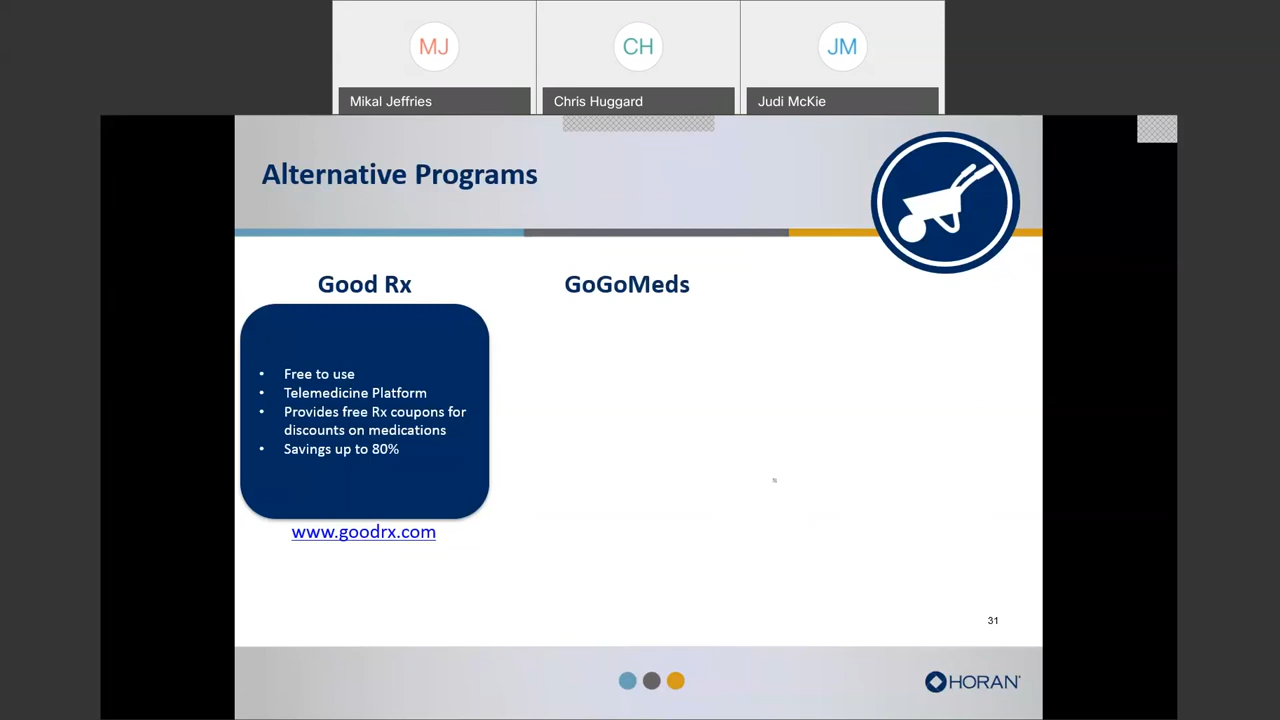 MJ
CH
JM
Mikal Jeffries
Chris Huggard
Judi McKie
Alternative Programs
Good Rx
GoGoMeds
• Free to use
• Telemedicine Platform
• Provides free Rx coupons for
discounts on medications
• Savings up to 80%
www.goodrx.com
31
HORAN